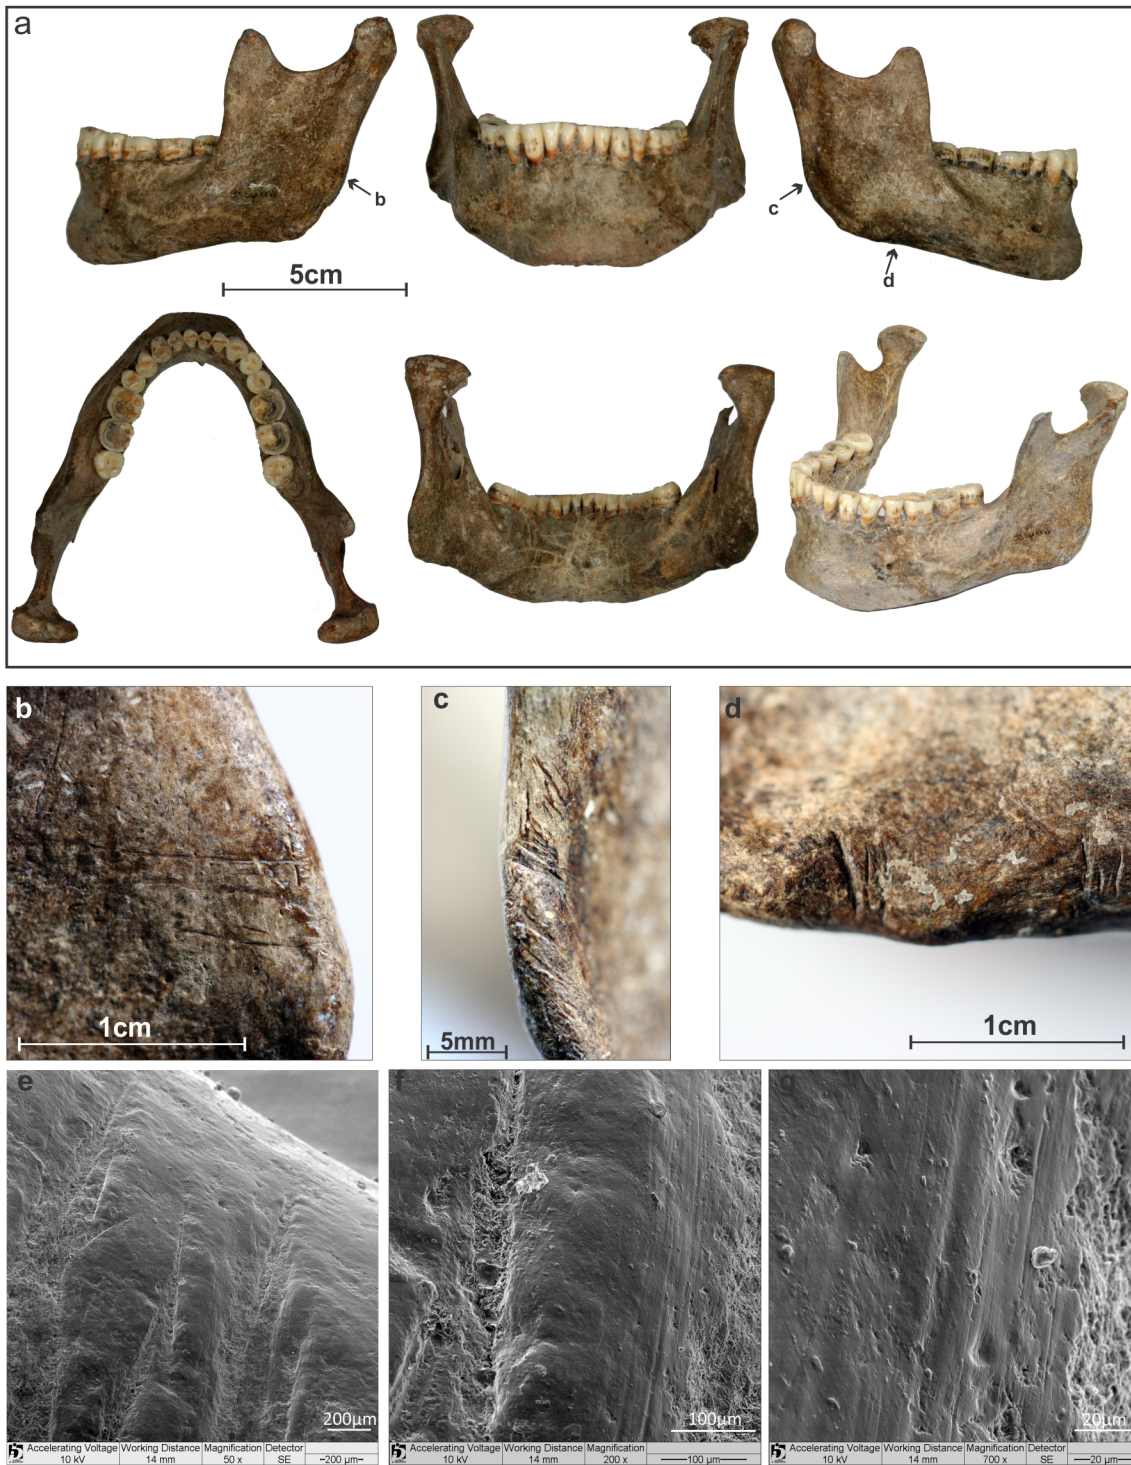 a
b
c
d
5cm
b
1cm
c
5mm
d
1cm
e
200µm
Accelerating Voltage Working Distance Magnification Detector
10 kV 14 mm 50 x SE 200 µm
f
100µm
Accelerating Voltage Working Distance Magnification
10 kV 14 mm 200 x 100 µm
g
20µm
Accelerating Voltage Working Distance Magnification Detector
10 kV 14 mm 700 x SE 20 µm